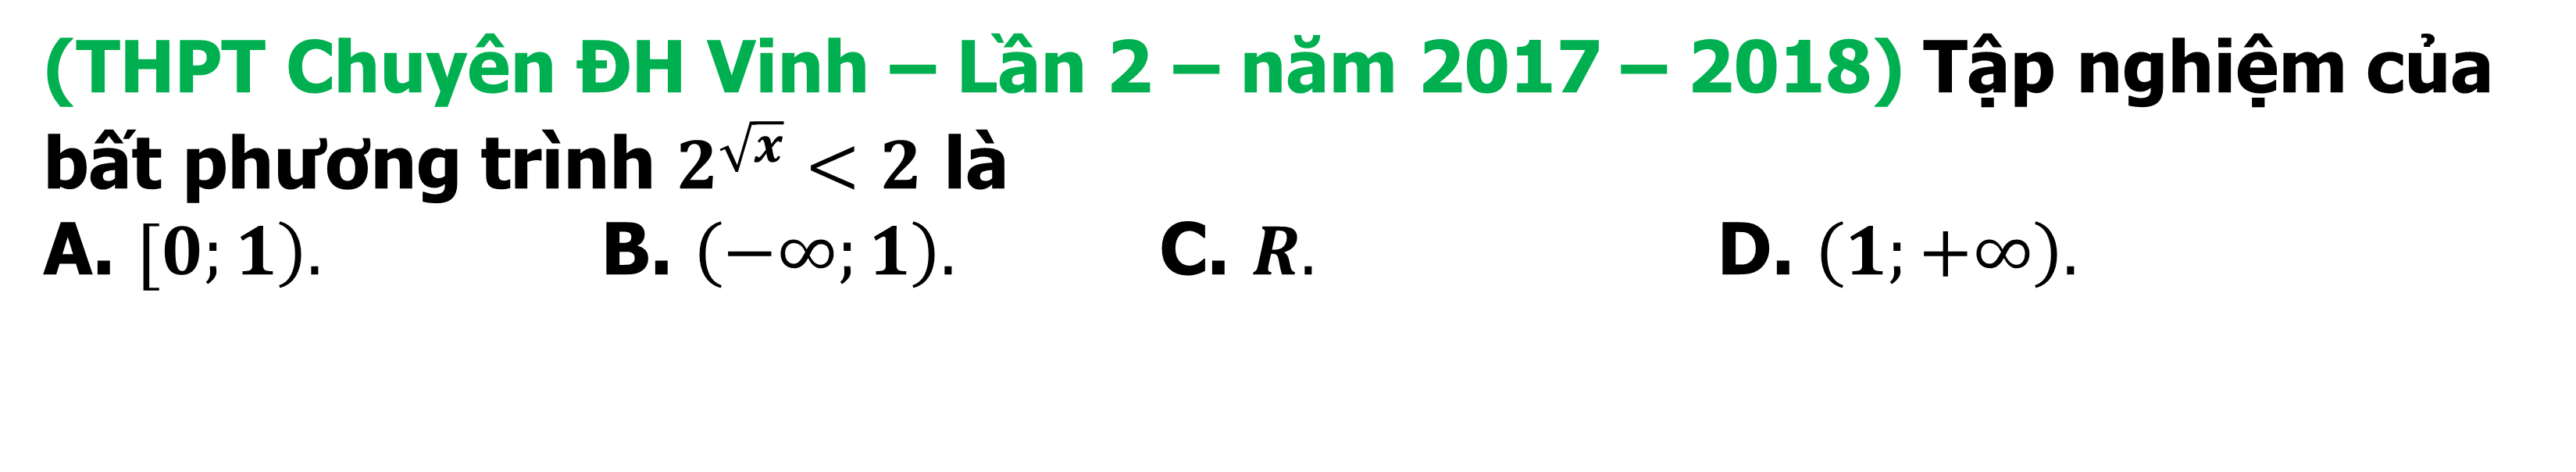 (THPT Chuyên ĐH Vinh – Lần 2 – năm 2017 – 2018) Tập nghiệm của
bất phương trình $2^{\sqrt{x}} < 2$ là
A. [0; 1). B. (−∞; 1). C. R. D. (1; +∞).